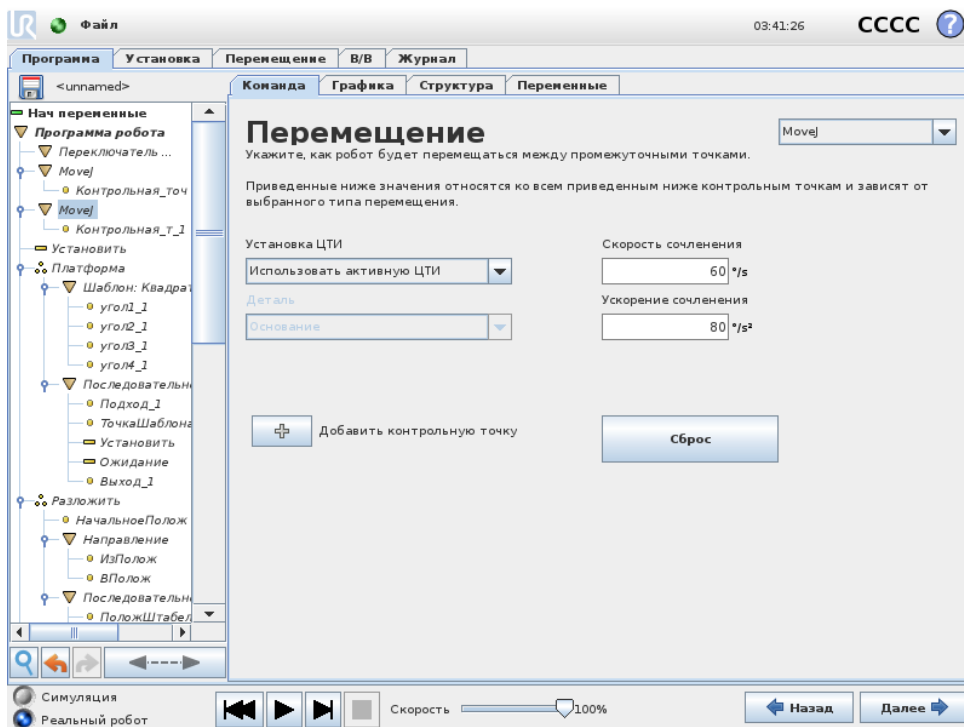 UR Файл 03:41:26 CCCC ?
Программа Установка Перемещение В/В Журнал
<unnamed> Команда Графика Структура Переменные
Нач переменные
Программа робота
Переключатель ...
MoveJ
Контрольная_точ
MoveJ
Контрольная_т_1
Установить
Платформа
Шаблон: Квадрат
угол1_1
угол2_1
угол3_1
угол4_1
Последовательн
Подход_1
ТочкаШаблона
Установить
Ожидание
Выход_1
Разложить
НачальноеПолож
Направление
ИзПолож
ВПолож
Последовательн
ПоложШтабел
Перемещение
MoveJ
Укажите, как робот будет перемещаться между промежуточными точками.
Приведенные ниже значения относятся ко всем приведенным ниже контрольным точкам и зависят от
выбранного типа перемещения.
Установка ЦТИ
Использовать активную ЦТИ
Деталь
Основание
Скорость сочленения
60 °/s
Ускорение сочленения
80 °/s²
Добавить контрольную точку
Сброс
Симуляция
Реальный робот
Скорость 100%
Назад Далее